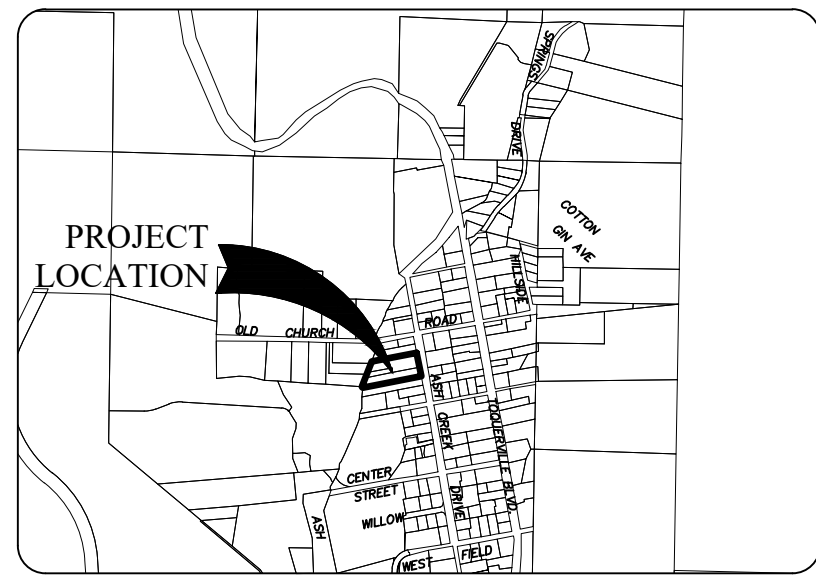 SPRINGS
DRIVE
COTTON
GIN AVE
PROJECT
LOCATION
HILLSIDE
OLD CHURCH ROAD
ASH
CREEK
DRIVE
TOQUERVILLE BLVD.
CENTER
STREET
WILLOW
ASH
WEST FIELD